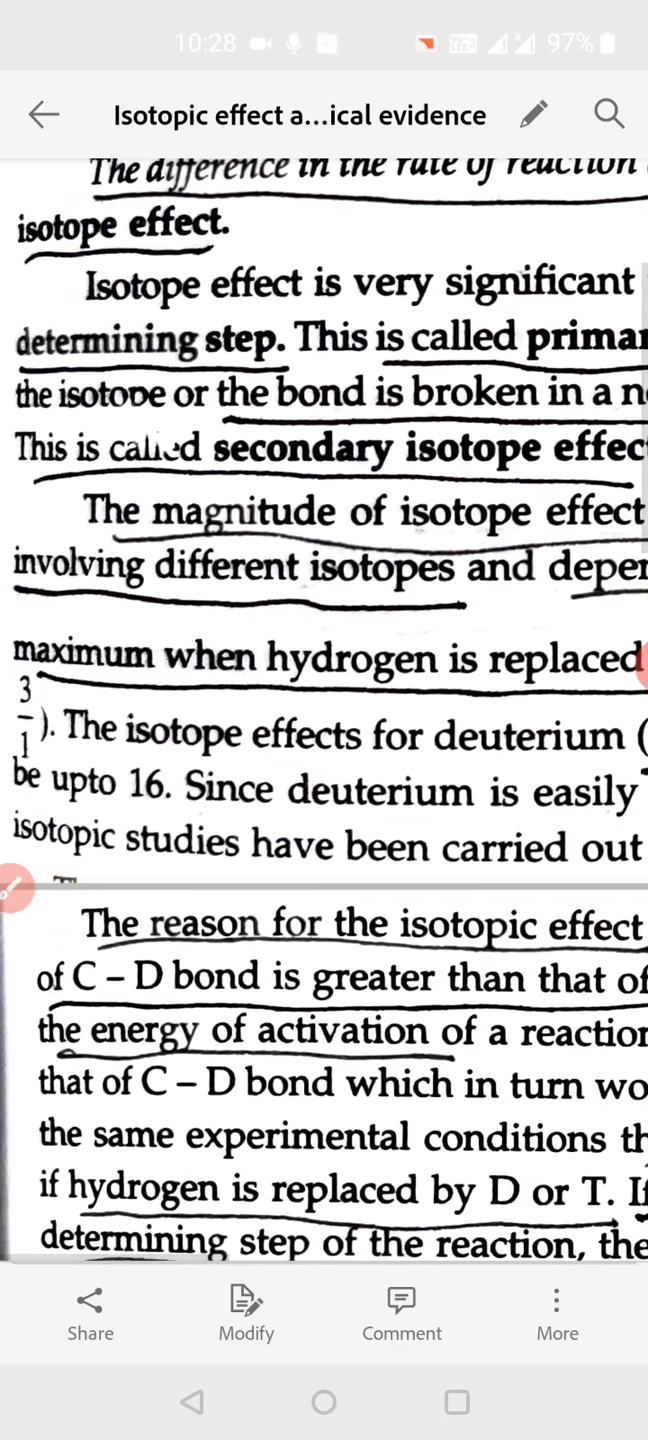 10:28
97%
Isotopic effect a...ical evidence
The difference in the rate of reaction
isotope effect.
Isotope effect is very significant
determining step. This is called primar
the isotope or the bond is broken in a n
This is called secondary isotope effec
The magnitude of isotope effect
involving different isotopes and deper
maximum when hydrogen is replaced
3
1
). The isotope effects for deuterium (
be upto 16. Since deuterium is easily
isotopic studies have been carried out
The reason for the isotopic effect
of C – D bond is greater than that of
the energy of activation of a reaction
that of C – D bond which in turn wo
the same experimental conditions th
if hydrogen is replaced by D or T. If
determining step of the reaction, the
Share Modify Comment More